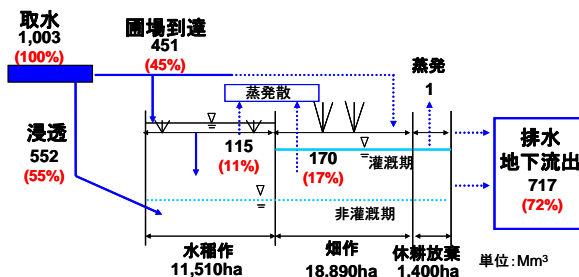 取水
1,003
(100%)
圃場到達
451
(45%)
蒸発散
蒸発
1
浸透
552
(55%)
115
(11%)
170
(17%)
灌漑期
非灌漑期
排水
地下流出
717
(72%)
水稲作
11,510ha
畑作
18,890ha
休耕放棄
1,400ha
単位:Mm³